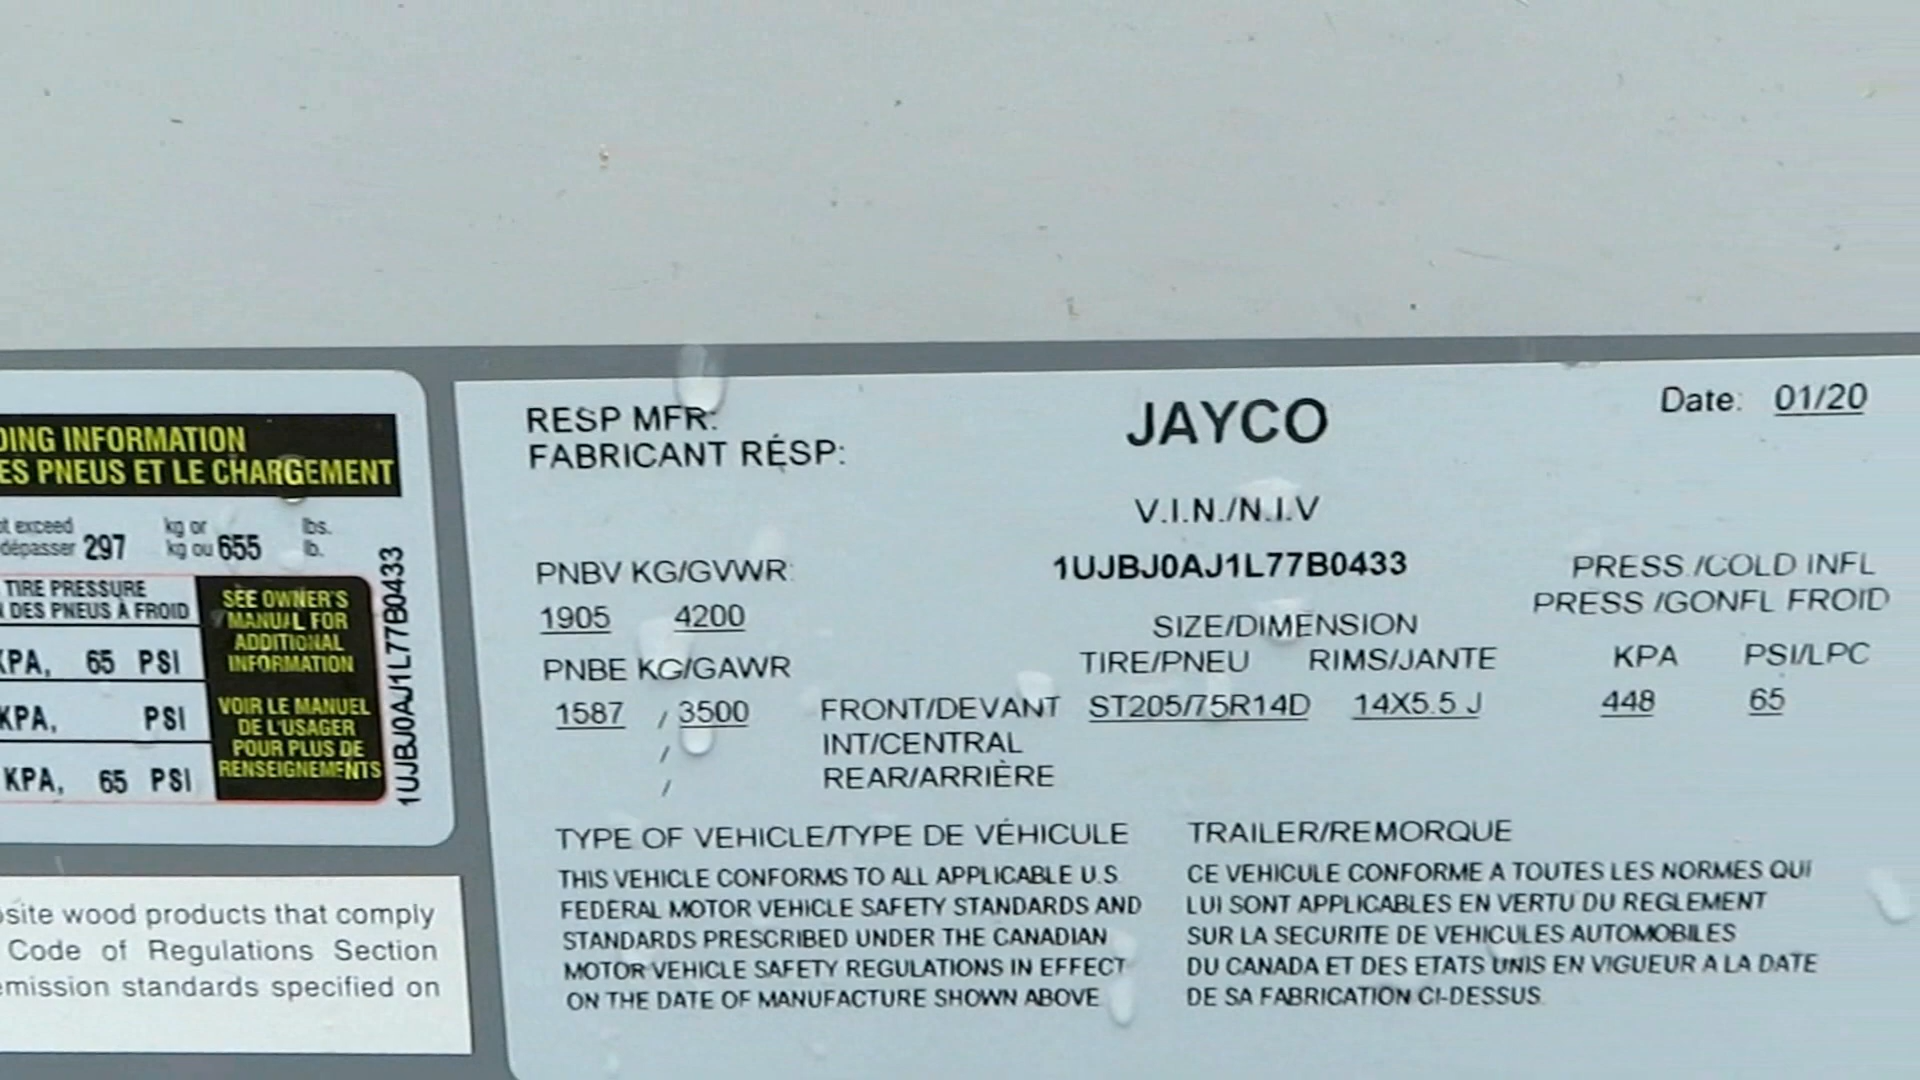 DING INFORMATION
ES PNEUS ET LE CHARGEMENT
exceed
dépasser 297 kg or kg ou 655 lbs. lb.
TIRE PRESSURE
DES PNEUS À FROID
KPA, 65 PSI
KPA, PSI
KPA, 65 PSI
SEE OWNER'S
MANUAL FOR
ADDITIONAL
INFORMATION
VOIR LE MANUEL
DE L'USAGER
POUR PLUS DE
RENSEIGNEMENTS
1UJBJ0AJ1L77B0433
site wood products that comply
Code of Regulations Section
emission standards specified on
RESP MFR:
FABRICANT RÉSP:
JAYCO
Date: 01/20
V.I.N./N.I.V
1UJBJ0AJ1L77B0433
PNBV KG/GVWR:
1905 4200
PNBE KG/GAWR
1587 / 3500
/
/
SIZE/DIMENSION
TIRE/PNEU RIMS/JANTE
PRESS./COLD INFL
PRESS /GONFL FROID
KPA PSI/LPC
FRONT/DEVANT ST205/75R14D 14X5.5 J 448 65
INT/CENTRAL
REAR/ARRIÈRE
TYPE OF VEHICLE/TYPE DE VÉHICULE TRAILER/REMORQUE
THIS VEHICLE CONFORMS TO ALL APPLICABLE U.S.
FEDERAL MOTOR VEHICLE SAFETY STANDARDS AND
STANDARDS PRESCRIBED UNDER THE CANADIAN
MOTOR VEHICLE SAFETY REGULATIONS IN EFFECT
ON THE DATE OF MANUFACTURE SHOWN ABOVE
CE VEHICULE CONFORME A TOUTES LES NORMES QUI
LUI SONT APPLICABLES EN VERTU DU REGLEMENT
SUR LA SECURITE DE VEHICULES AUTOMOBILES
DU CANADA ET DES ETATS UNIS EN VIGUEUR A LA DATE
DE SA FABRICATION CI-DESSUS.